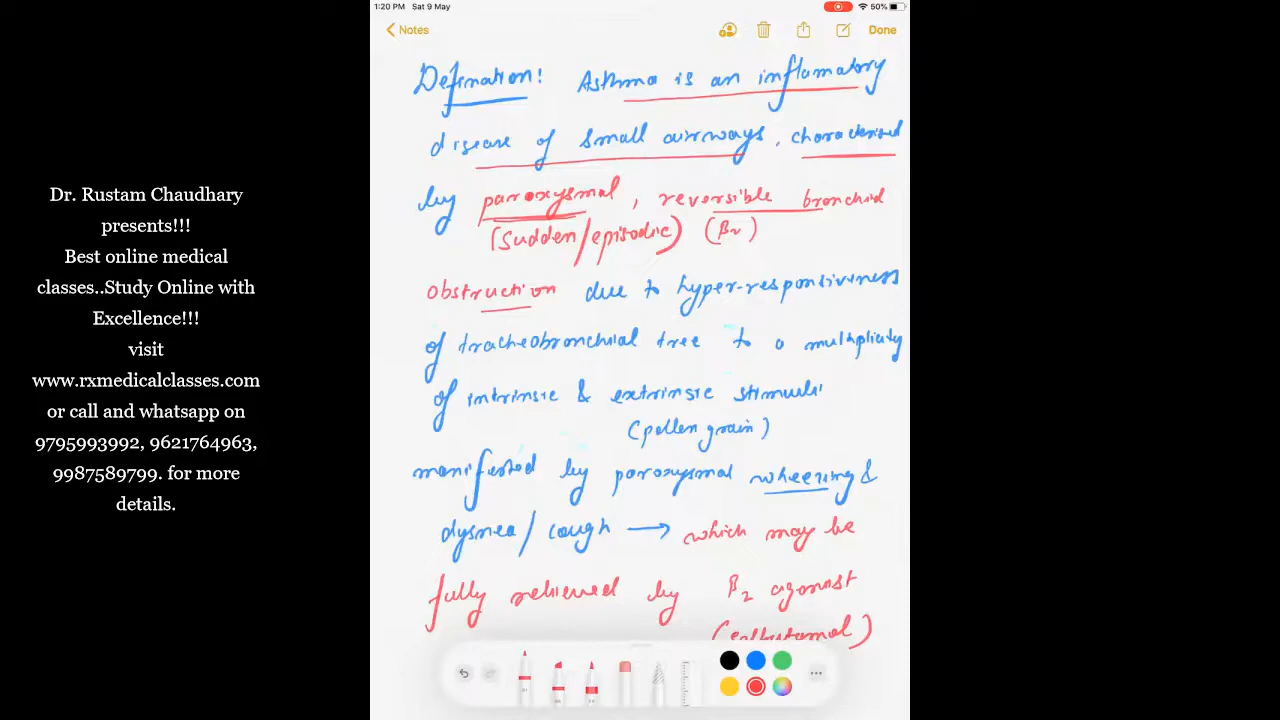 1:20 PM Sat 9 May
50%
Notes
Done
Dr. Rustam Chaudhary
presents!!!
Best online medical
classes..Study Online with
Excellence!!!
visit
www.rxmedicalclasses.com
or call and whatsapp on
9795993992, 9621764963,
9987589799. for more
details.
Defination! Asthma is an inflamatory
disease of small airways, characterised
by paroxysmal, reversible bronchial
(sudden/episodic) (β₂)
obstruction due to hyper-responsiveness
of tracheobronchial tree to a multiplicity
of intrinsic & extrinsic stimuli
(pollen grain)
manifested by paroxysmal wheezing &
dysnea/cough → which may be
fully relieved by β₂ agonist
(salbutamol)